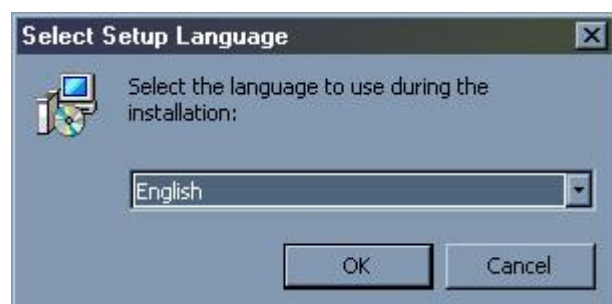 Select Setup Language
Select the language to use during the
installation:
English
OK
Cancel